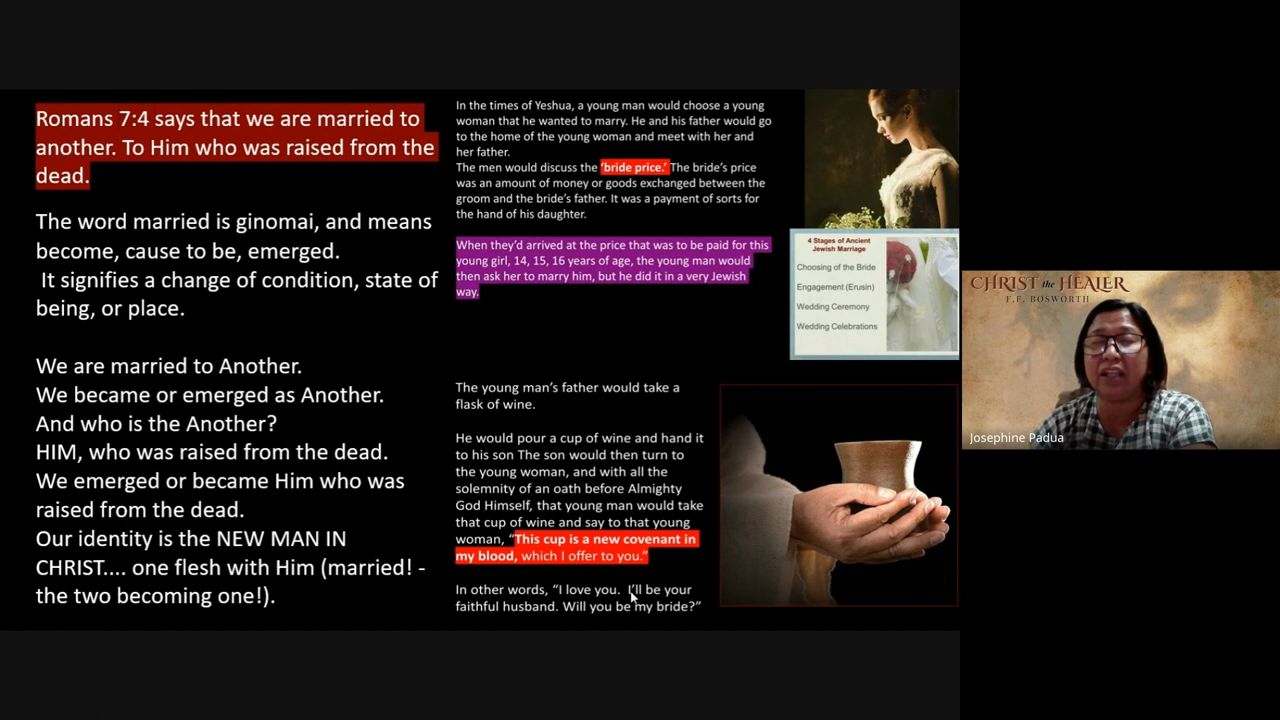 Romans 7:4 says that we are married to
another. To Him who was raised from the
dead.
The word married is ginomai, and means
become, cause to be, emerged.
It signifies a change of condition, state of
being, or place.
We are married to Another.
We became or emerged as Another.
And who is the Another?
HIM, who was raised from the dead.
We emerged or became Him who was
raised from the dead.
Our identity is the NEW MAN IN
CHRIST.... one flesh with Him (married! -
the two becoming one!).
In the times of Yeshua, a young man would choose a young
woman that he wanted to marry. He and his father would go
to the home of the young woman and meet with her and
her father.
The men would discuss the ‘bride price.’ The bride’s price
was an amount of money or goods exchanged between the
groom and the bride’s father. It was a payment of sorts for
the hand of his daughter.
When they’d arrived at the price that was to be paid for this
young girl, 14, 15, 16 years of age, the young man would
then ask her to marry him, but he did it in a very Jewish
way.
4 Stages of Ancient
Jewish Marriage
Choosing of the Bride
Engagement (Erusin)
Wedding Ceremony
Wedding Celebrations
The young man’s father would take a
flask of wine.
He would pour a cup of wine and hand it
to his son The son would then turn to
the young woman, and with all the
solemnity of an oath before Almighty
God Himself, that young man would take
that cup of wine and say to that young
woman, “This cup is a new covenant in
my blood, which I offer to you.”
In other words, “I love you.  I’ll be your
faithful husband. Will you be my bride?”
CHRIST the HEALER
F.F. BOSWORTH
Josephine Padua